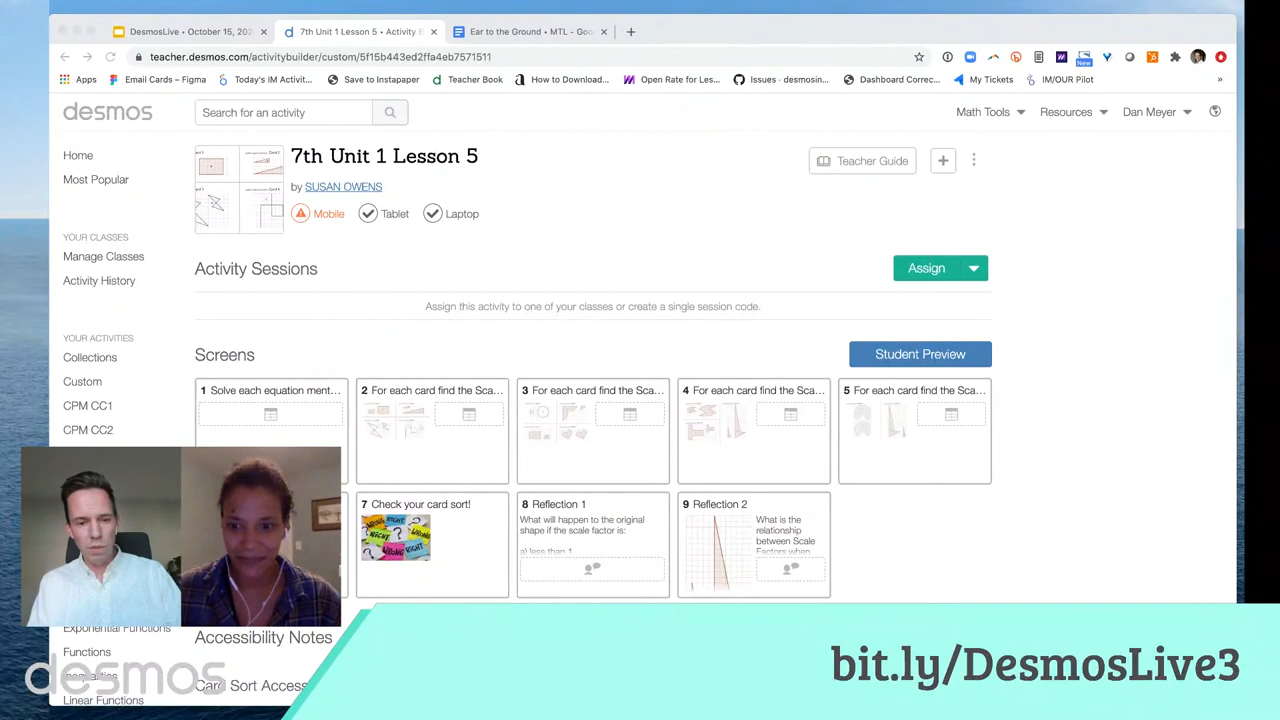 DesmosLive • October 15, 202
7th Unit 1 Lesson 5 • Activity B
Ear to the Ground • MTL - Goo
teacher.desmos.com/activitybuilder/custom/5f15b443ed2ffa4eb7571511
New
Apps
Email Cards – Figma
Today's IM Activit...
Save to Instapaper
Teacher Book
How to Download...
Open Rate for Les...
Issues · desmosin...
Dashboard Correc...
My Tickets
IM/OUR Pilot
»
desmos
Search for an activity
Math Tools
Resources
Dan Meyer
Home
Most Popular
YOUR CLASSES
Manage Classes
Activity History
YOUR ACTIVITIES
Collections
Custom
CPM CC1
CPM CC2
7th Unit 1 Lesson 5
by SUSAN OWENS
Mobile
Tablet
Laptop
Teacher Guide
Activity Sessions
Assign
Assign this activity to one of your classes or create a single session code.
Screens
Student Preview
1 Solve each equation ment...
2 For each card find the Sca...
3 For each card find the Sca...
4 For each card find the Sca...
5 For each card find the Sca...
7 Check your card sort!
WRONG RIGHT
8 Reflection 1
What will happen to the original
shape if the scale factor is:
a) less than 1
9 Reflection 2
What is the
relationship
between Scale
Factors when
Exponential Functions
Functions
Inequalities
Linear Functions
Accessibility Notes
Card Sort Access
desmos
bit.ly/DesmosLive3